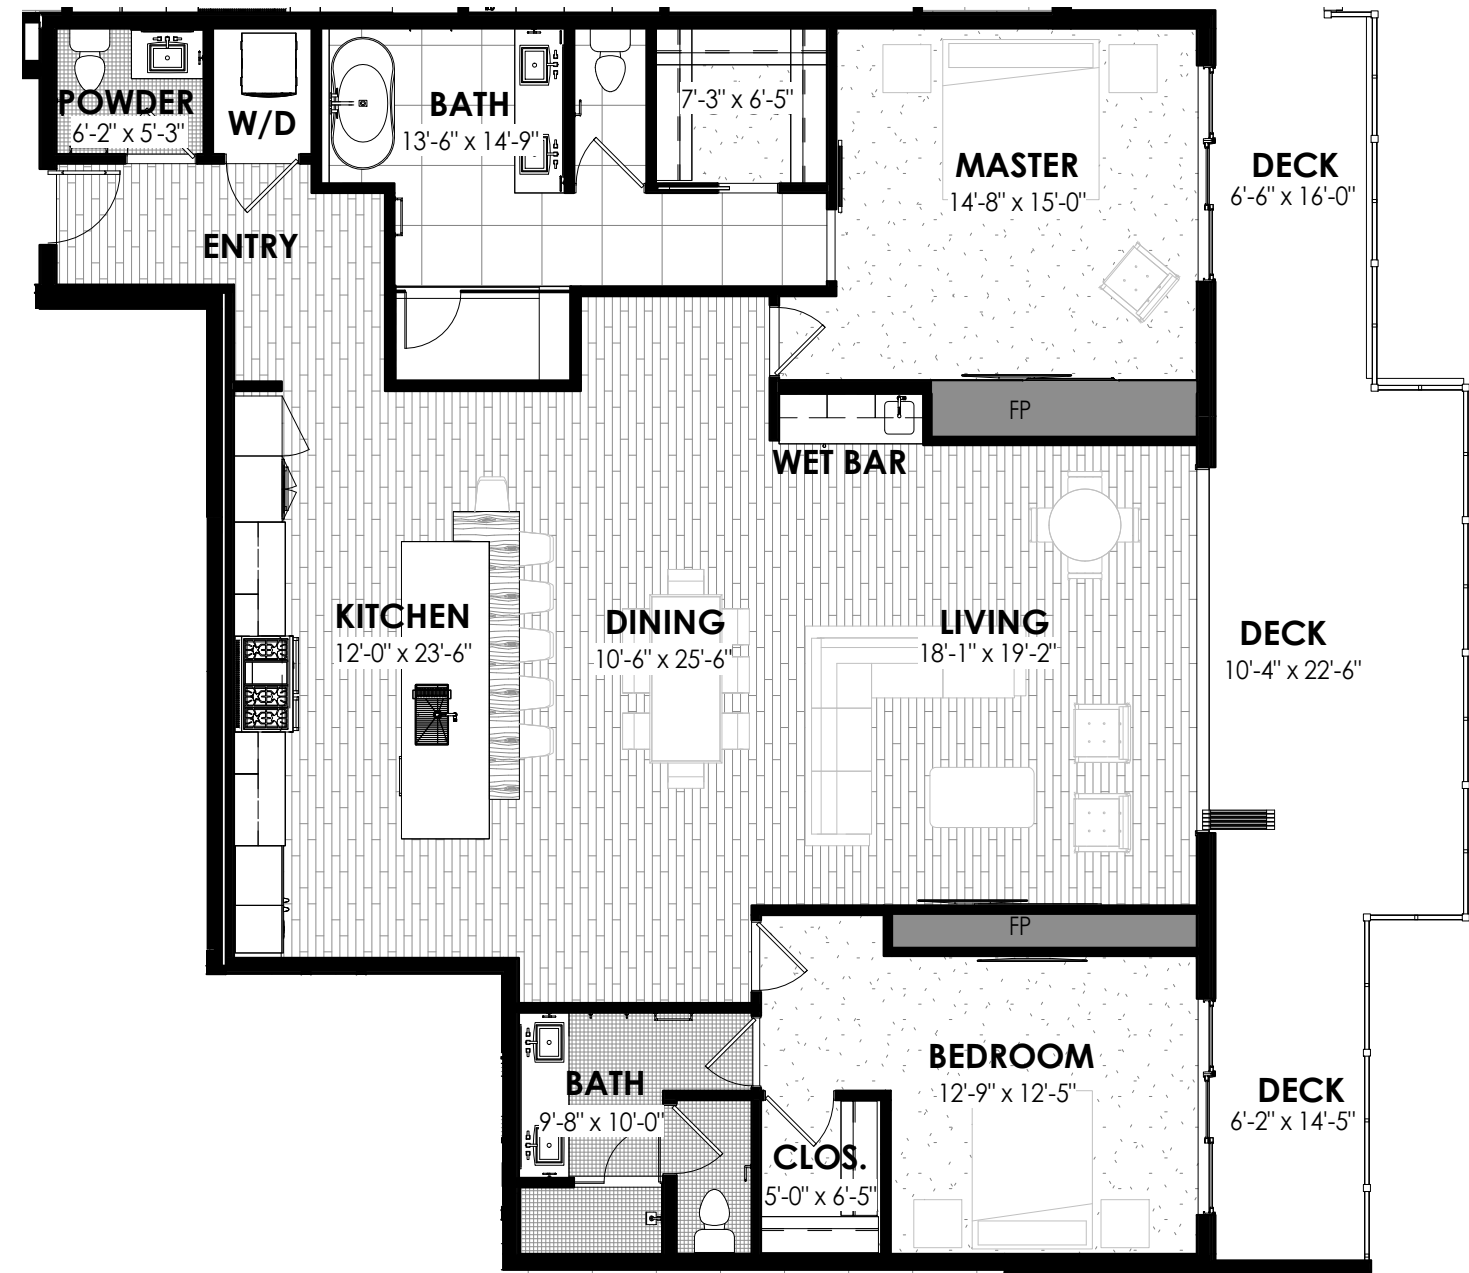 POWDER
6'-2" x 5'-3"
W/D
BATH
13'-6" x 14'-9"
7'-3" x 6'-5"
MASTER
14'-8" x 15'-0"
DECK
6'-6" x 16'-0"
ENTRY
FP
WET BAR
KITCHEN
12'-0" x 23'-6"
DINING
10'-6" x 25'-6"
LIVING
18'-1" x 19'-2"
DECK
10'-4" x 22'-6"
FP
BATH
9'-8" x 10'-0"
BEDROOM
12'-9" x 12'-5"
DECK
6'-2" x 14'-5"
CLOS.
5'-0" x 6'-5"